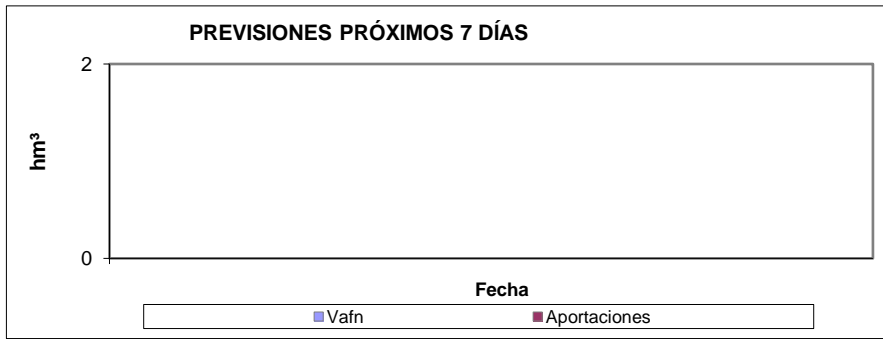 PREVISIONES PRÓXIMOS 7 DÍAS
2
hm³
0
Fecha
Vafn Aportaciones